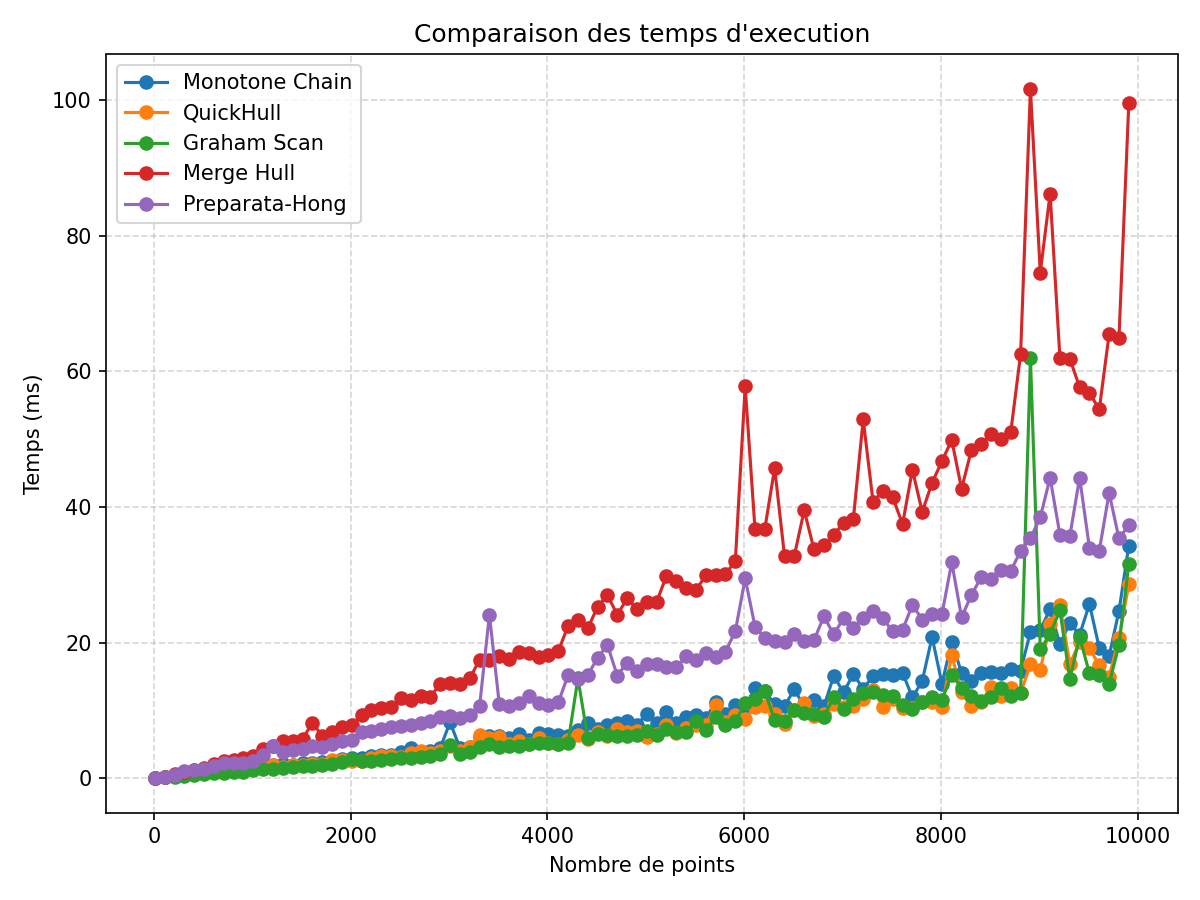 Comparaison des temps d'execution
Monotone Chain
QuickHull
Graham Scan
Merge Hull
Preparata-Hong
Temps (ms)
100
80
60
40
20
0
0 2000 4000 6000 8000 10000
Nombre de points